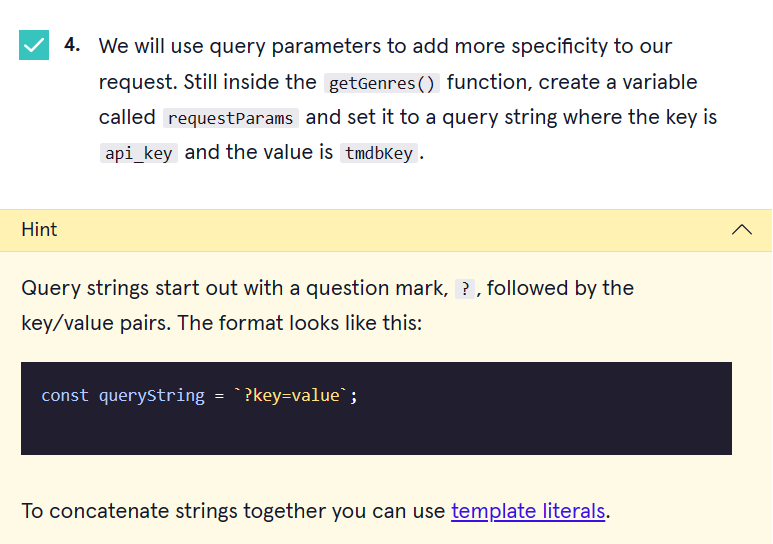 4. We will use query parameters to add more specificity to our
request. Still inside the getGenres() function, create a variable
called requestParams and set it to a query string where the key is
api_key and the value is tmdbKey.
Hint
Query strings start out with a question mark, ?, followed by the
key/value pairs. The format looks like this:
const queryString = `?key=value`;
To concatenate strings together you can use template literals.